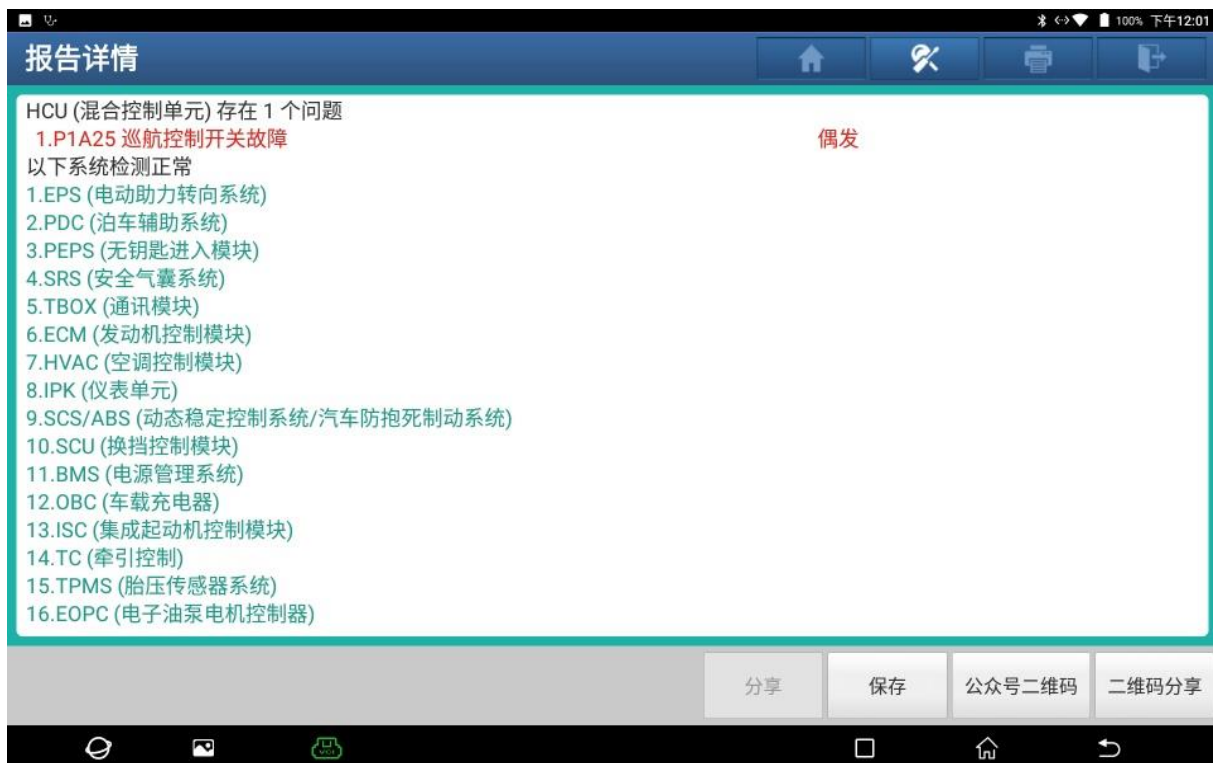 100% 下午12:01
报告详情
HCU (混合控制单元) 存在 1 个问题
1.P1A25 巡航控制开关故障 偶发
以下系统检测正常
1.EPS (电动助力转向系统)
2.PDC (泊车辅助系统)
3.PEPS (无钥匙进入模块)
4.SRS (安全气囊系统)
5.TBOX (通讯模块)
6.ECM (发动机控制模块)
7.HVAC (空调控制模块)
8.IPK (仪表单元)
9.SCS/ABS (动态稳定控制系统/汽车防抱死制动系统)
10.SCU (换挡控制模块)
11.BMS (电源管理系统)
12.OBC (车载充电器)
13.ISC (集成起动机控制模块)
14.TC (牵引控制)
15.TPMS (胎压传感器系统)
16.EOPC (电子油泵电机控制器)
分享 保存 公众号二维码 二维码分享
VCI